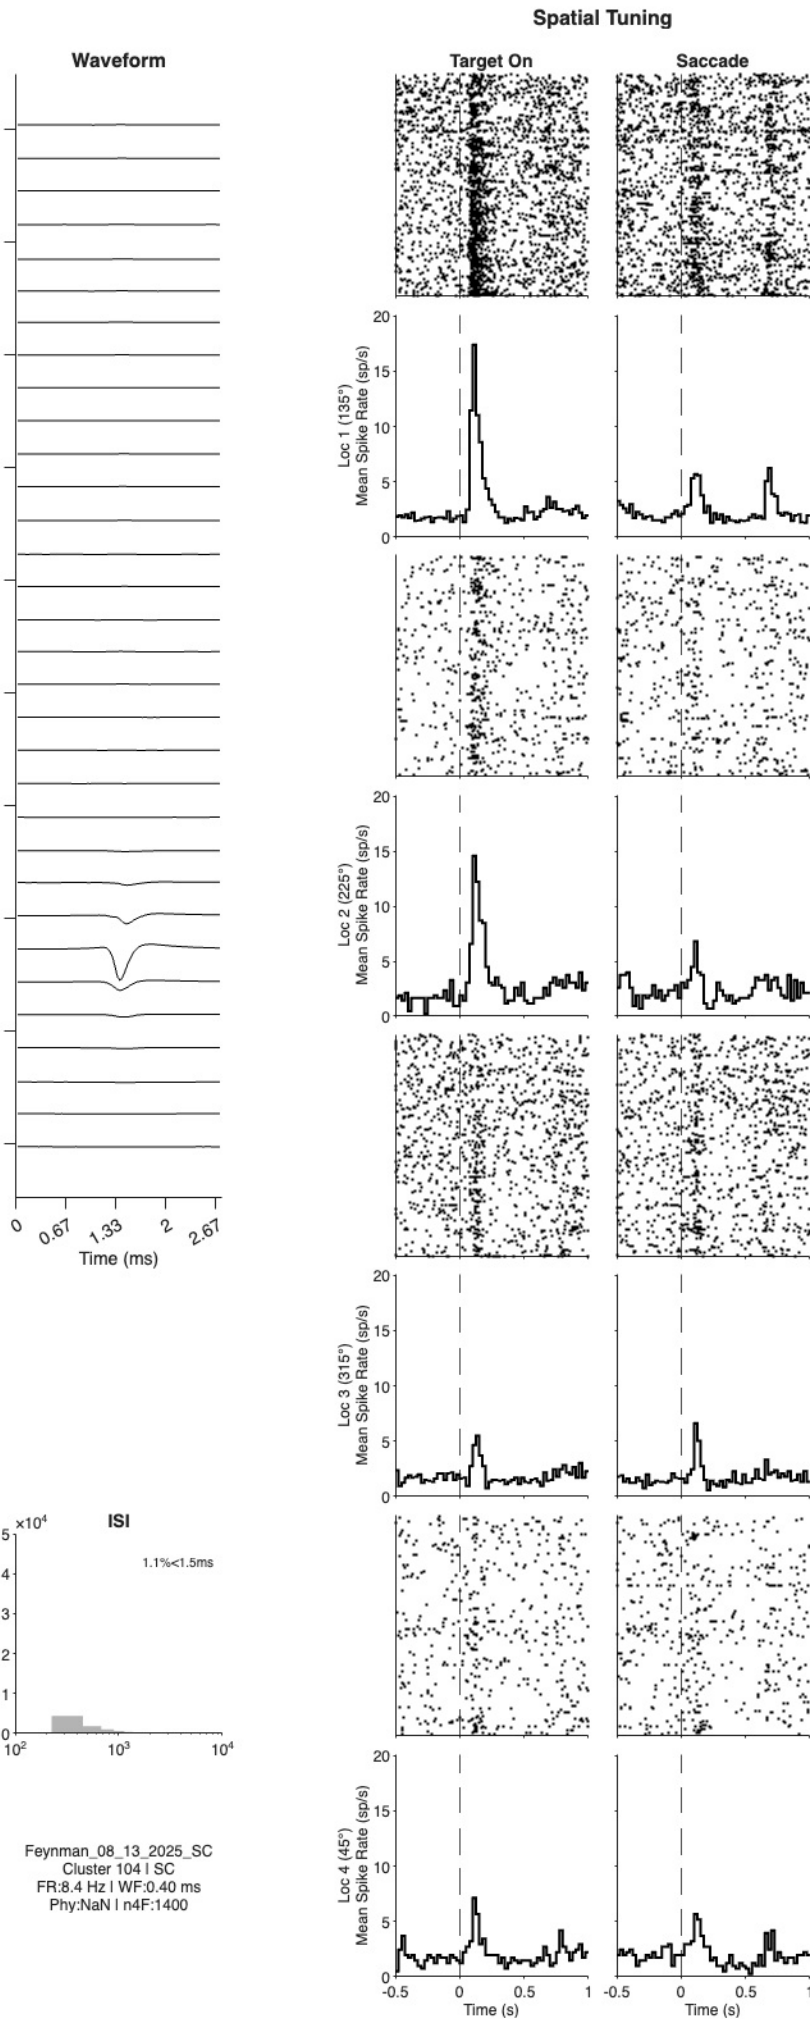 Spatial Tuning
Waveform
Target On
Saccade
0
0.67
1.33
2
2.67
Time (ms)
20
15
10
5
0
Loc 1 (135°)
Mean Spike Rate (sp/s)
20
15
10
5
0
Loc 2 (225°)
Mean Spike Rate (sp/s)
20
15
10
5
0
Loc 3 (315°)
Mean Spike Rate (sp/s)
×10⁴
ISI
5
4
3
2
1
0
1.1%<1.5ms
10² 10³ 10⁴
Feynman_08_13_2025_SC
Cluster 104 | SC
FR:8.4 Hz | WF:0.40 ms
Phy:NaN | n4F:1400
20
15
10
5
0
Loc 4 (45°)
Mean Spike Rate (sp/s)
-0.5 0 0.5 1
Time (s)
-0.5 0 0.5 1
Time (s)